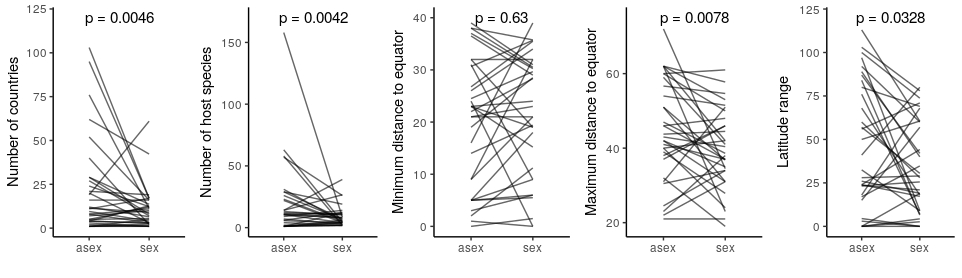 p = 0.0046
Number of countries
125
100
75
50
25
0
asex
sex
p = 0.0042
Number of host species
150
100
50
0
asex
sex
p = 0.63
Minimum distance to equator
40
30
20
10
0
asex
sex
p = 0.0078
Maximum distance to equator
60
40
20
asex
sex
p = 0.0328
Latitude range
125
100
75
50
25
0
asex
sex